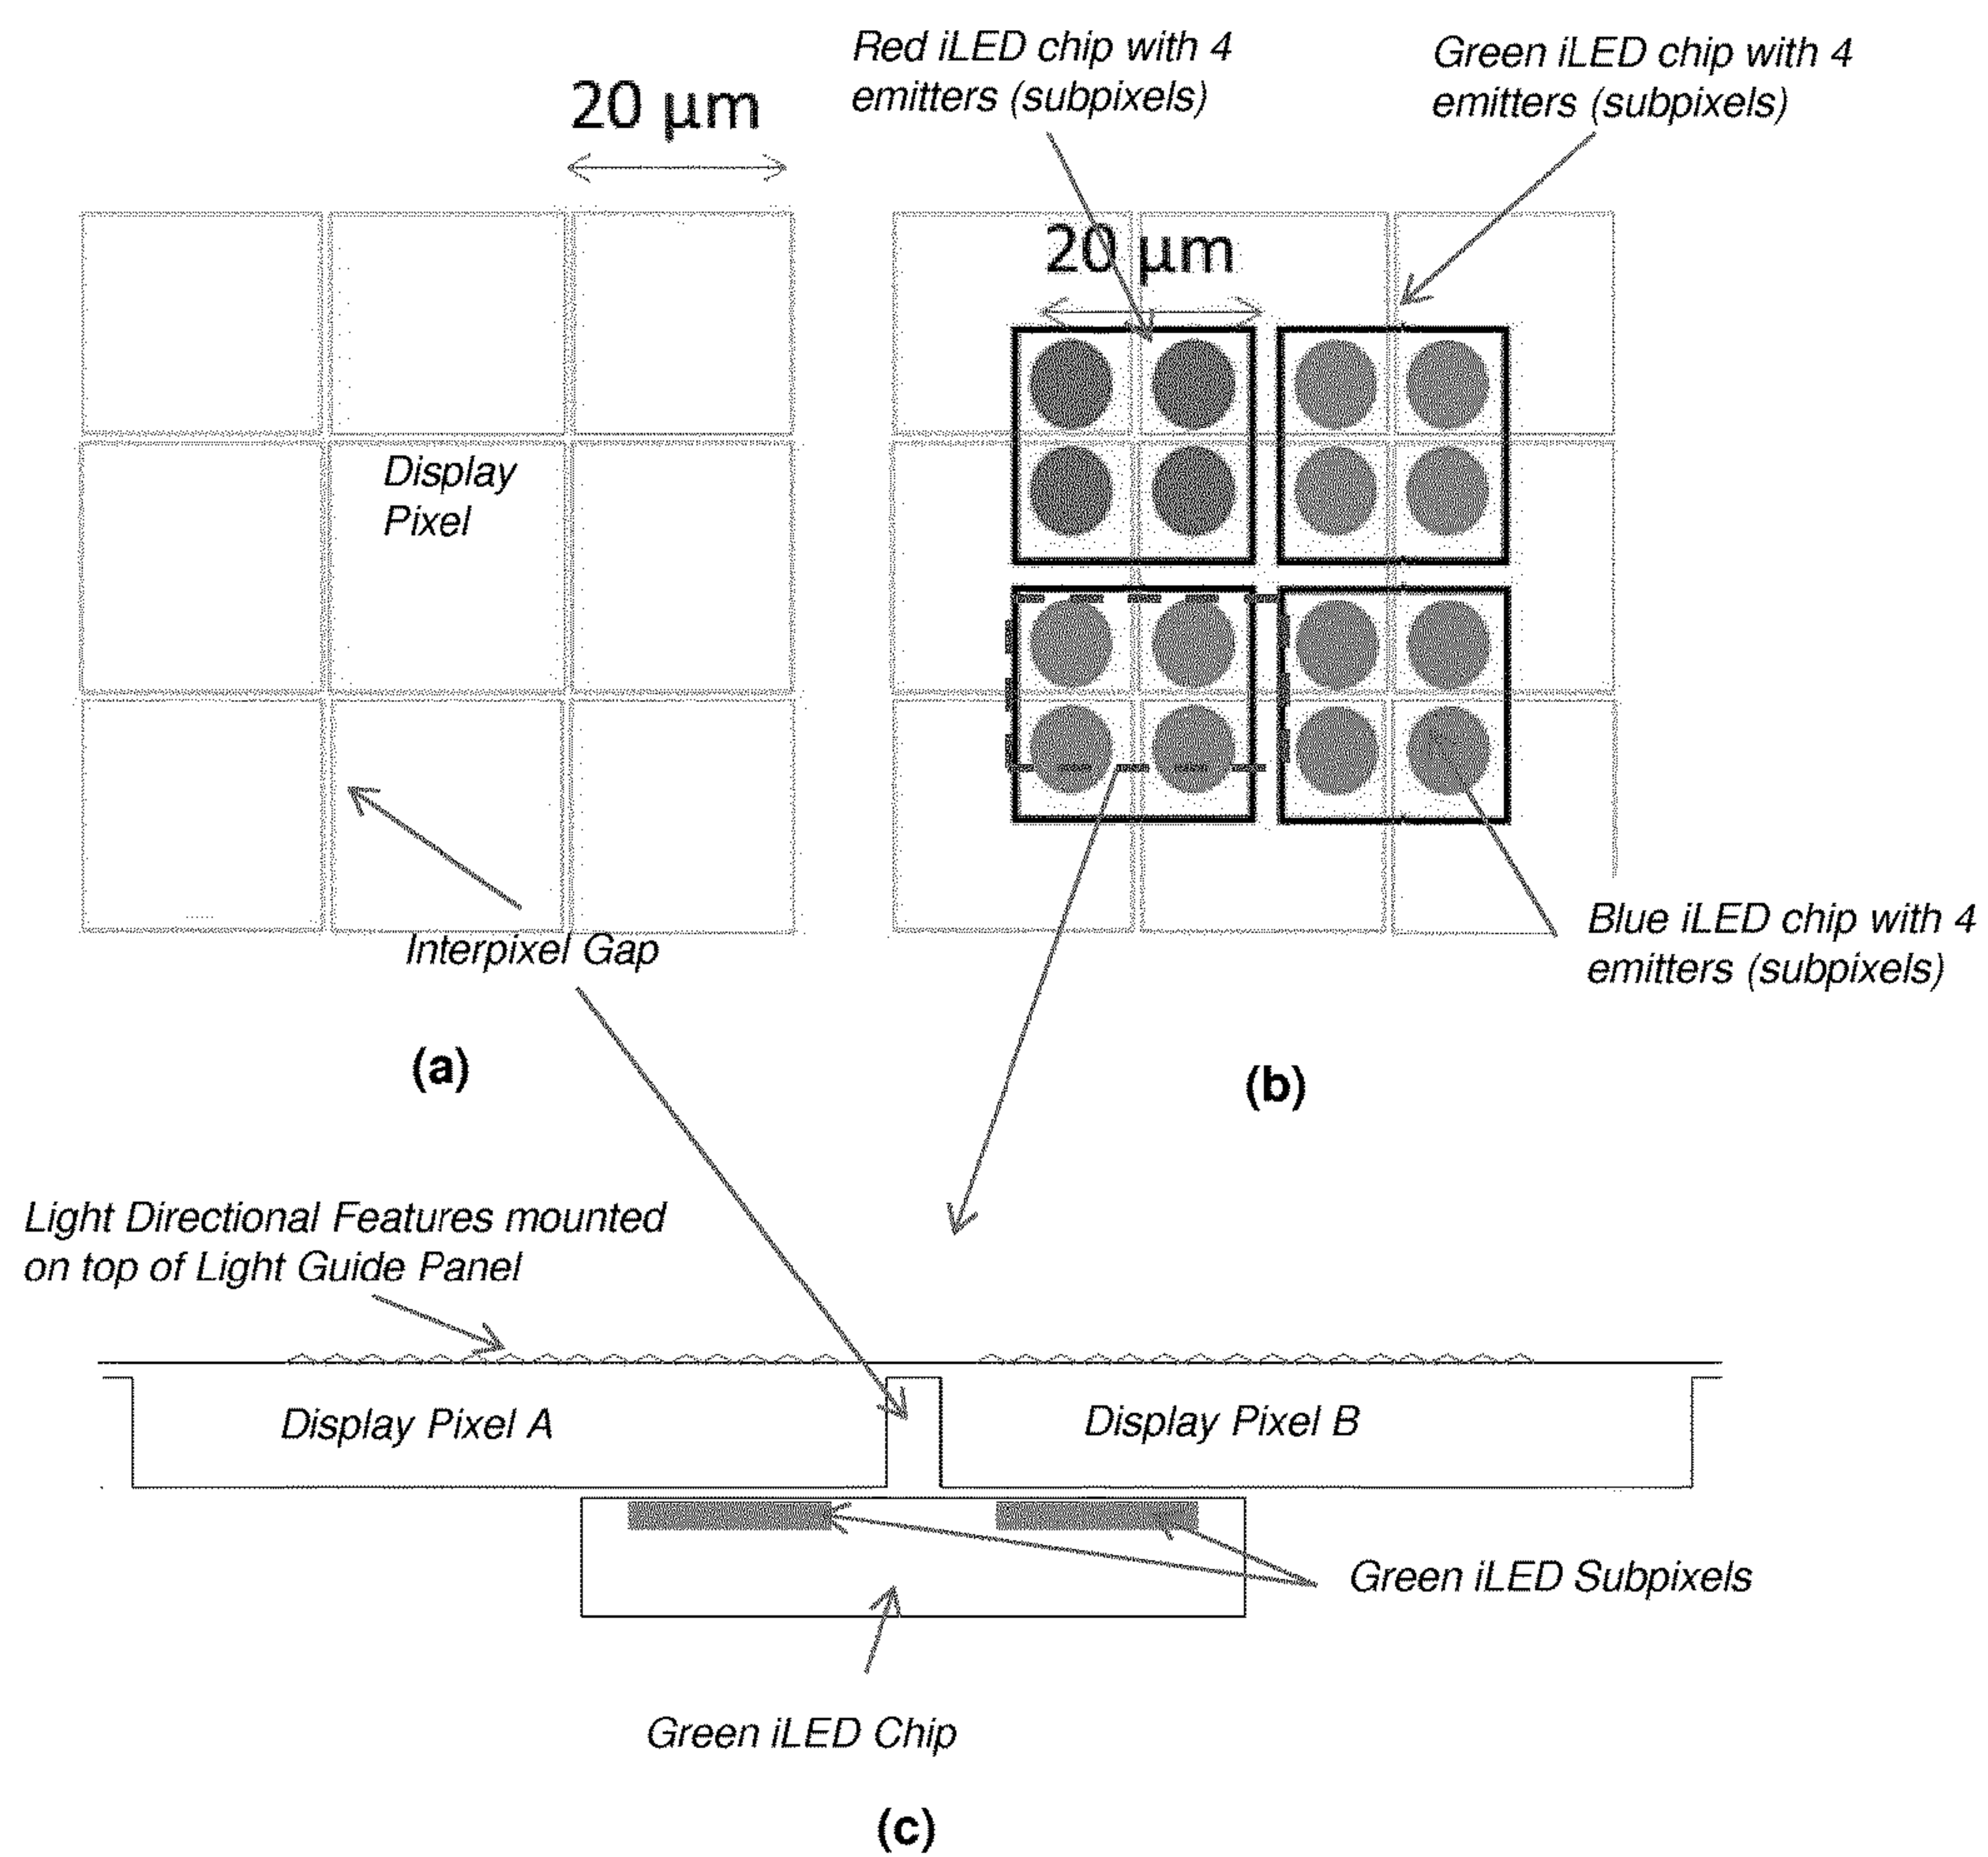 Red iLED chip with 4
emitters (subpixels)
Green iLED chip with 4
emitters (subpixels)
20 µm
20 µm
Display
Pixel
Interpixel Gap
Blue iLED chip with 4
emitters (subpixels)
(a)
(b)
Light Directional Features mounted
on top of Light Guide Panel
Display Pixel A
Display Pixel B
Green iLED Subpixels
Green iLED Chip
(c)